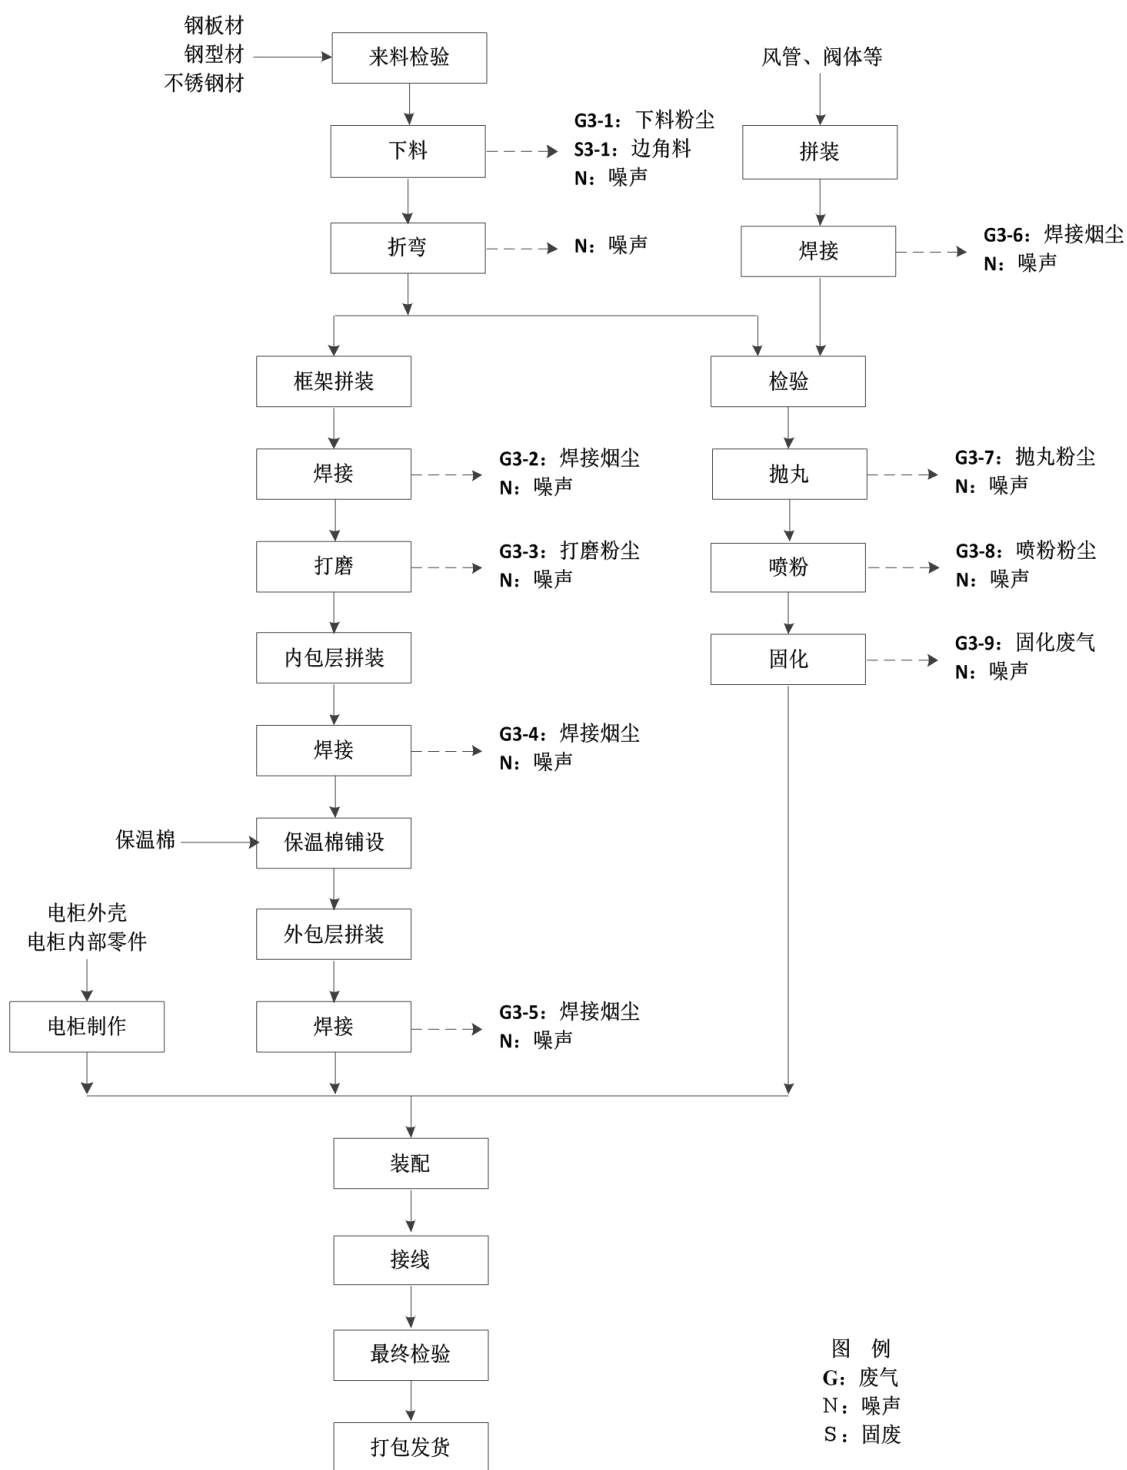 钢板材
钢型材
不锈钢材
来料检验
风管、阀体等
下料
G3-1：下料粉尘
S3-1：边角料
N：噪声
拼装
折弯
N：噪声
焊接
G3-6：焊接烟尘
N：噪声
框架拼装
检验
焊接
G3-2：焊接烟尘
N：噪声
抛丸
G3-7：抛丸粉尘
N：噪声
打磨
G3-3：打磨粉尘
N：噪声
喷粉
G3-8：喷粉粉尘
N：噪声
内包层拼装
固化
G3-9：固化废气
N：噪声
焊接
G3-4：焊接烟尘
N：噪声
保温棉
保温棉铺设
电柜外壳
电柜内部零件
外包层拼装
电柜制作
焊接
G3-5：焊接烟尘
N：噪声
装配
接线
最终检验
打包发货
图 例
G：废气
N：噪声
S：固废